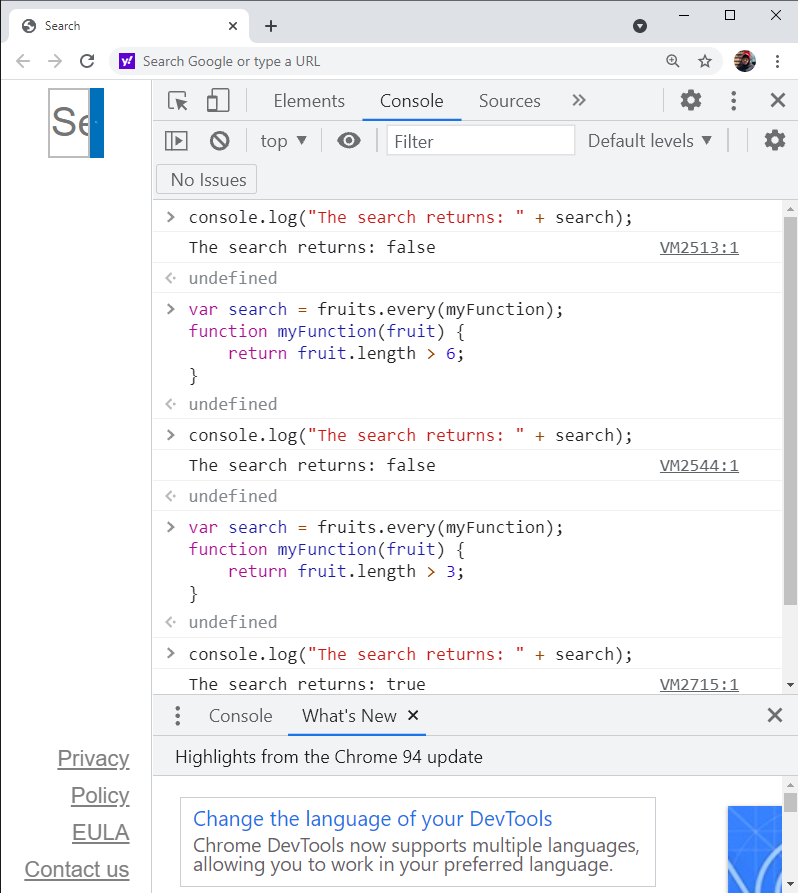 Search
Search Google or type a URL
Se
Elements Console Sources
top Filter Default levels
No Issues
console.log("The search returns: " + search);
The search returns: false VM2513:1
undefined
var search = fruits.every(myFunction);
function myFunction(fruit) {
return fruit.length > 6;
}
undefined
console.log("The search returns: " + search);
The search returns: false VM2544:1
undefined
var search = fruits.every(myFunction);
function myFunction(fruit) {
return fruit.length > 3;
}
undefined
console.log("The search returns: " + search);
The search returns: true VM2715:1
Console What's New
Highlights from the Chrome 94 update
Change the language of your DevTools
Chrome DevTools now supports multiple languages,
allowing you to work in your preferred language.
Privacy
Policy
EULA
Contact us